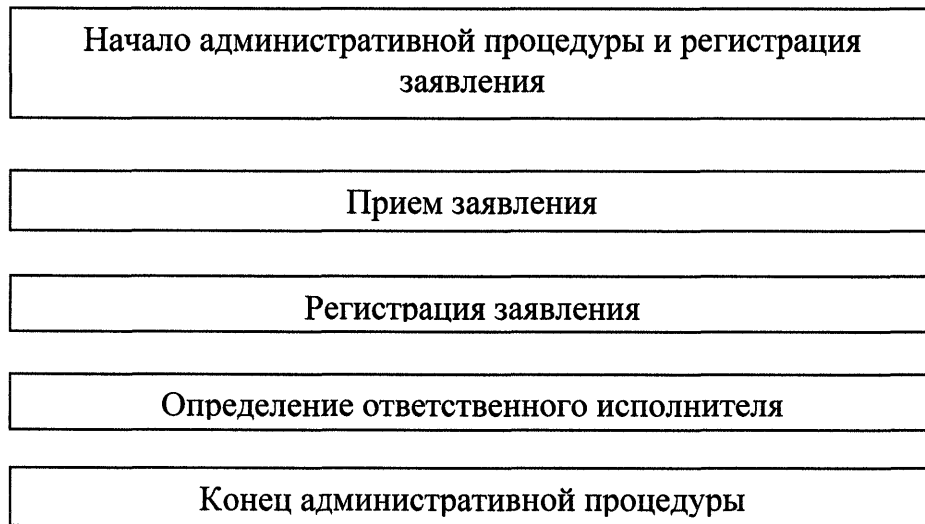 Начало административной процедуры и регистрация
заявления
Прием заявления
Регистрация заявления
Определение ответственного исполнителя
Конец административной процедуры